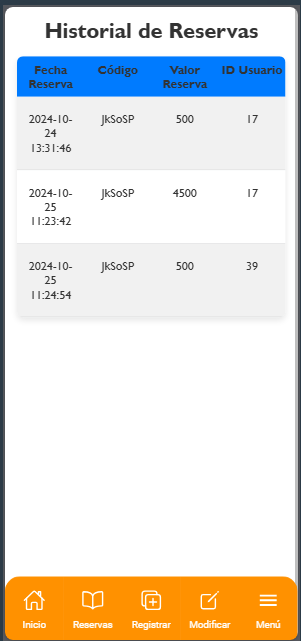 Historial de Reservas
Fecha Reserva Código Valor Reserva ID Usuario
2024-10-24 13:31:46 JkSoSP 500 17
2024-10-25 11:23:42 JkSoSP 4500 17
2024-10-25 11:24:54 JkSoSP 500 39
Inicio Reservas Registrar Modificar Menú